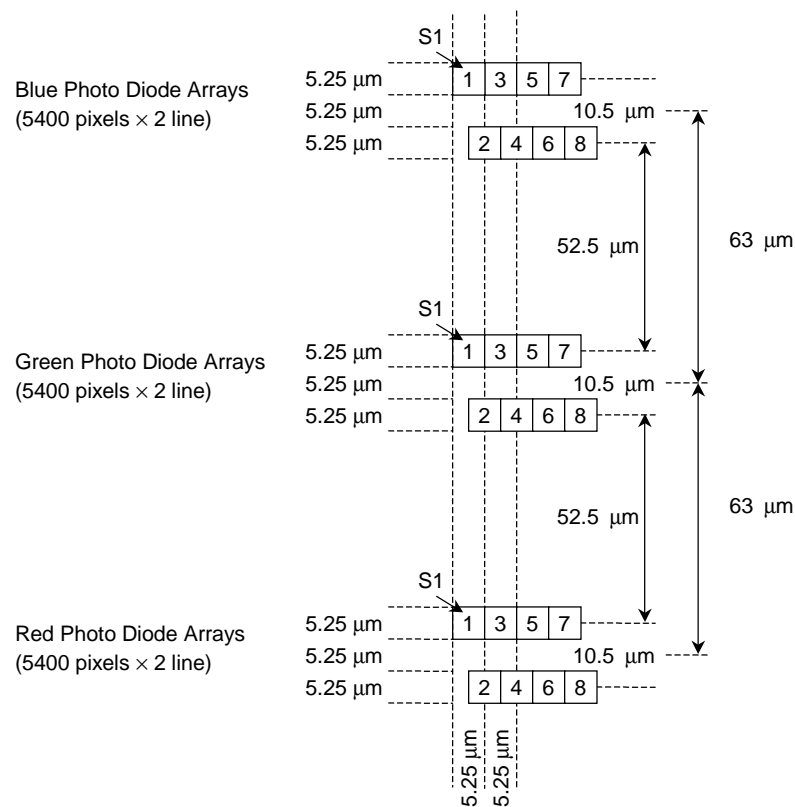 S1
5.25 μm 1 3 5 7
Blue Photo Diode Arrays
(5400 pixels × 2 line)
5.25 μm 10.5 μm
5.25 μm 2 4 6 8
52.5 μm 63 μm
S1
5.25 μm 1 3 5 7
Green Photo Diode Arrays
(5400 pixels × 2 line)
5.25 μm 10.5 μm
5.25 μm 2 4 6 8
52.5 μm 63 μm
S1
5.25 μm 1 3 5 7
Red Photo Diode Arrays
(5400 pixels × 2 line)
5.25 μm 10.5 μm
5.25 μm 2 4 6 8
5.25 μm
5.25 μm